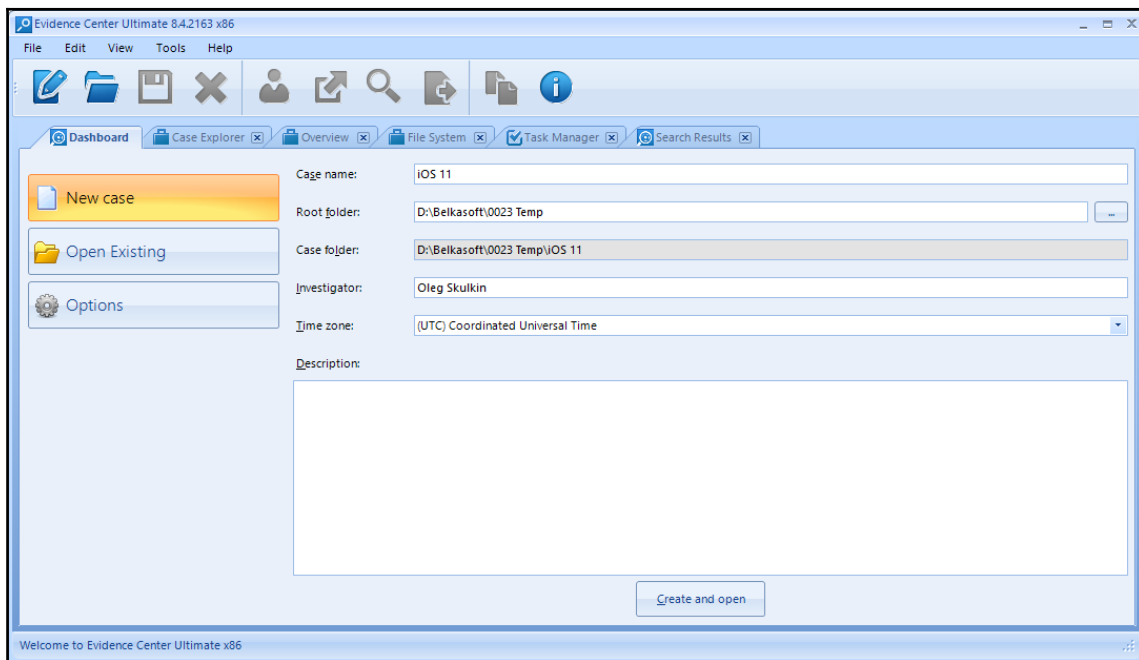 Evidence Center Ultimate 8.4.2163 x86
File Edit View Tools Help
Dashboard Case Explorer Overview File System Task Manager Search Results
New case
Open Existing
Options
Case name: iOS 11
Root folder: D:\Belkasoft\0023 Temp ...
Case folder: D:\Belkasoft\0023 Temp\iOS 11
Investigator: Oleg Skulkin
Time zone: (UTC) Coordinated Universal Time
Description:
Create and open
Welcome to Evidence Center Ultimate x86